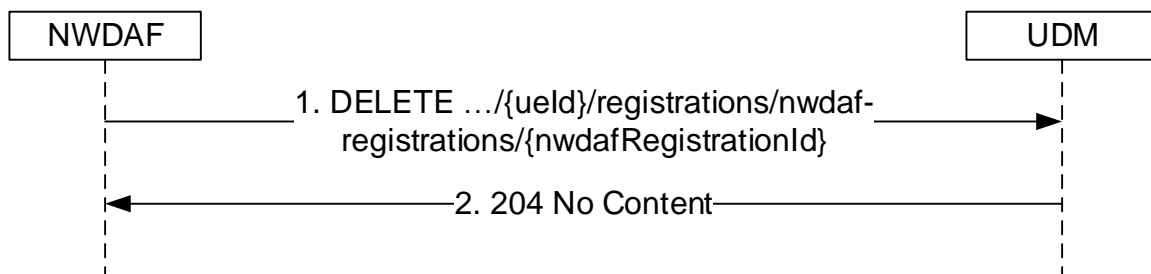 NWDAF
UDM
1. DELETE …/{ueId}/registrations/nwdaf-
registrations/{nwdafRegistrationId}
2. 204 No Content